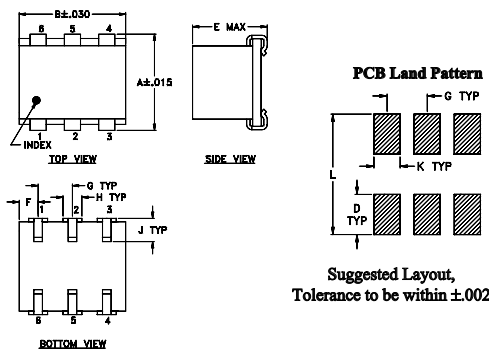 B±.030
6 5 4
A±.015
INDEX
1 2 3
TOP VIEW
E MAX
SIDE VIEW
PCB Land Pattern
G TYP
K TYP
L
D
TYP
Suggested Layout,
Tolerance to be within ±.002
F
G TYP
H TYP
1 2 3
J TYP
6 5 4
BOTTOM VIEW